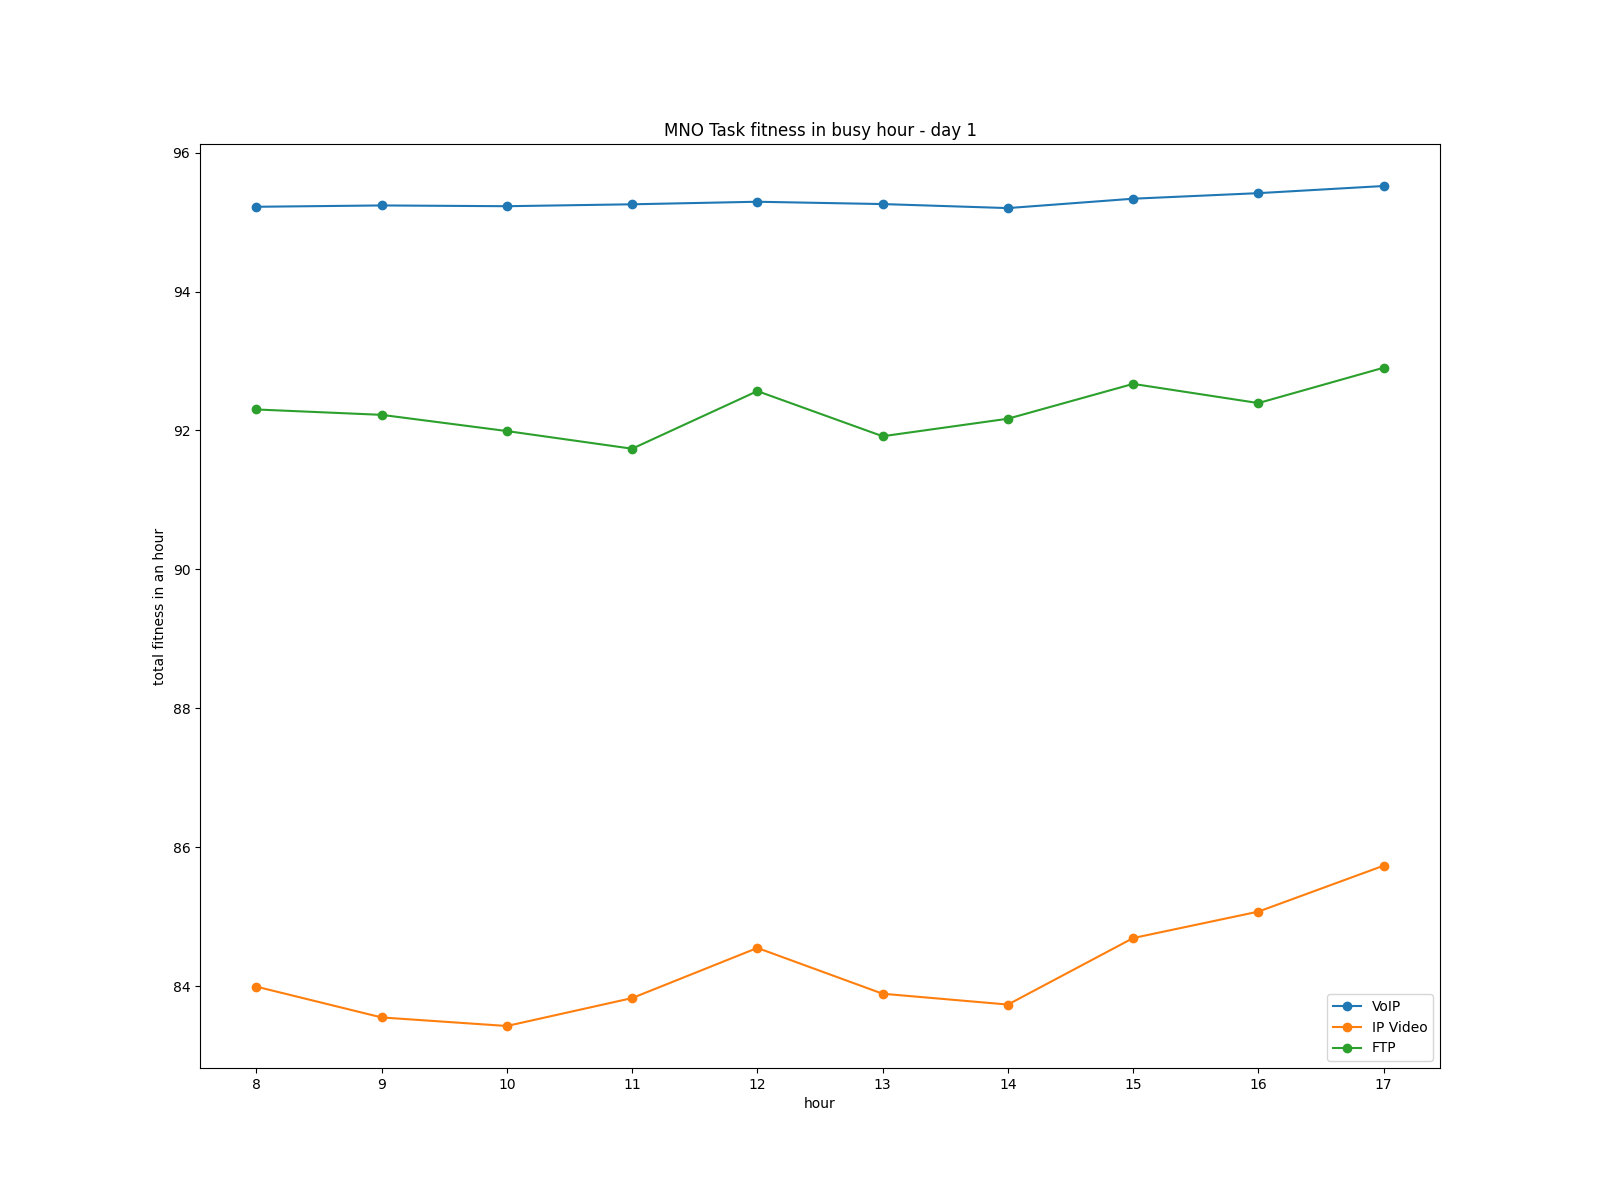 MNO Task fitness in busy hour - day 1
96
94
92
90
88
86
84
total fitness in an hour
8 9 10 11 12 13 14 15 16 17
hour
VoIP
IP Video
FTP